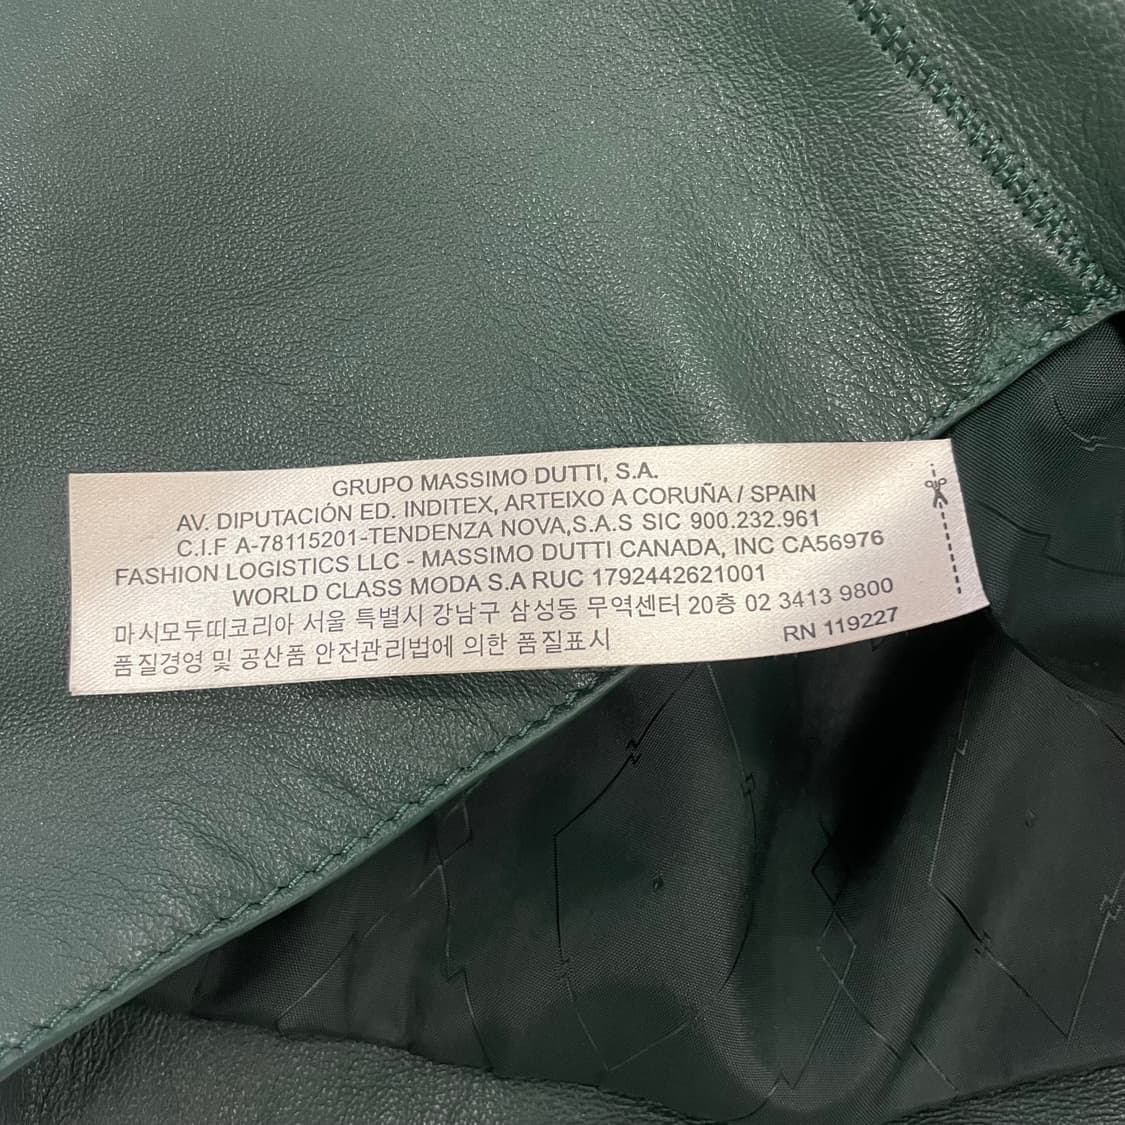 GRUPO MASSIMO DUTTI, S.A.
AV. DIPUTACIÓN ED. INDITEX, ARTEIXO A CORUÑA / SPAIN
C.I.F A-78115201-TENDENZA NOVA,S.A.S SIC 900.232.961
FASHION LOGISTICS LLC - MASSIMO DUTTI CANADA, INC CA56976
WORLD CLASS MODA S.A RUC 1792442621001
마시모두띠코리아 서울 특별시 강남구 삼성동 무역센터 20층 02 3413 9800
품질경영 및 공산품 안전관리법에 의한 품질표시
RN 119227